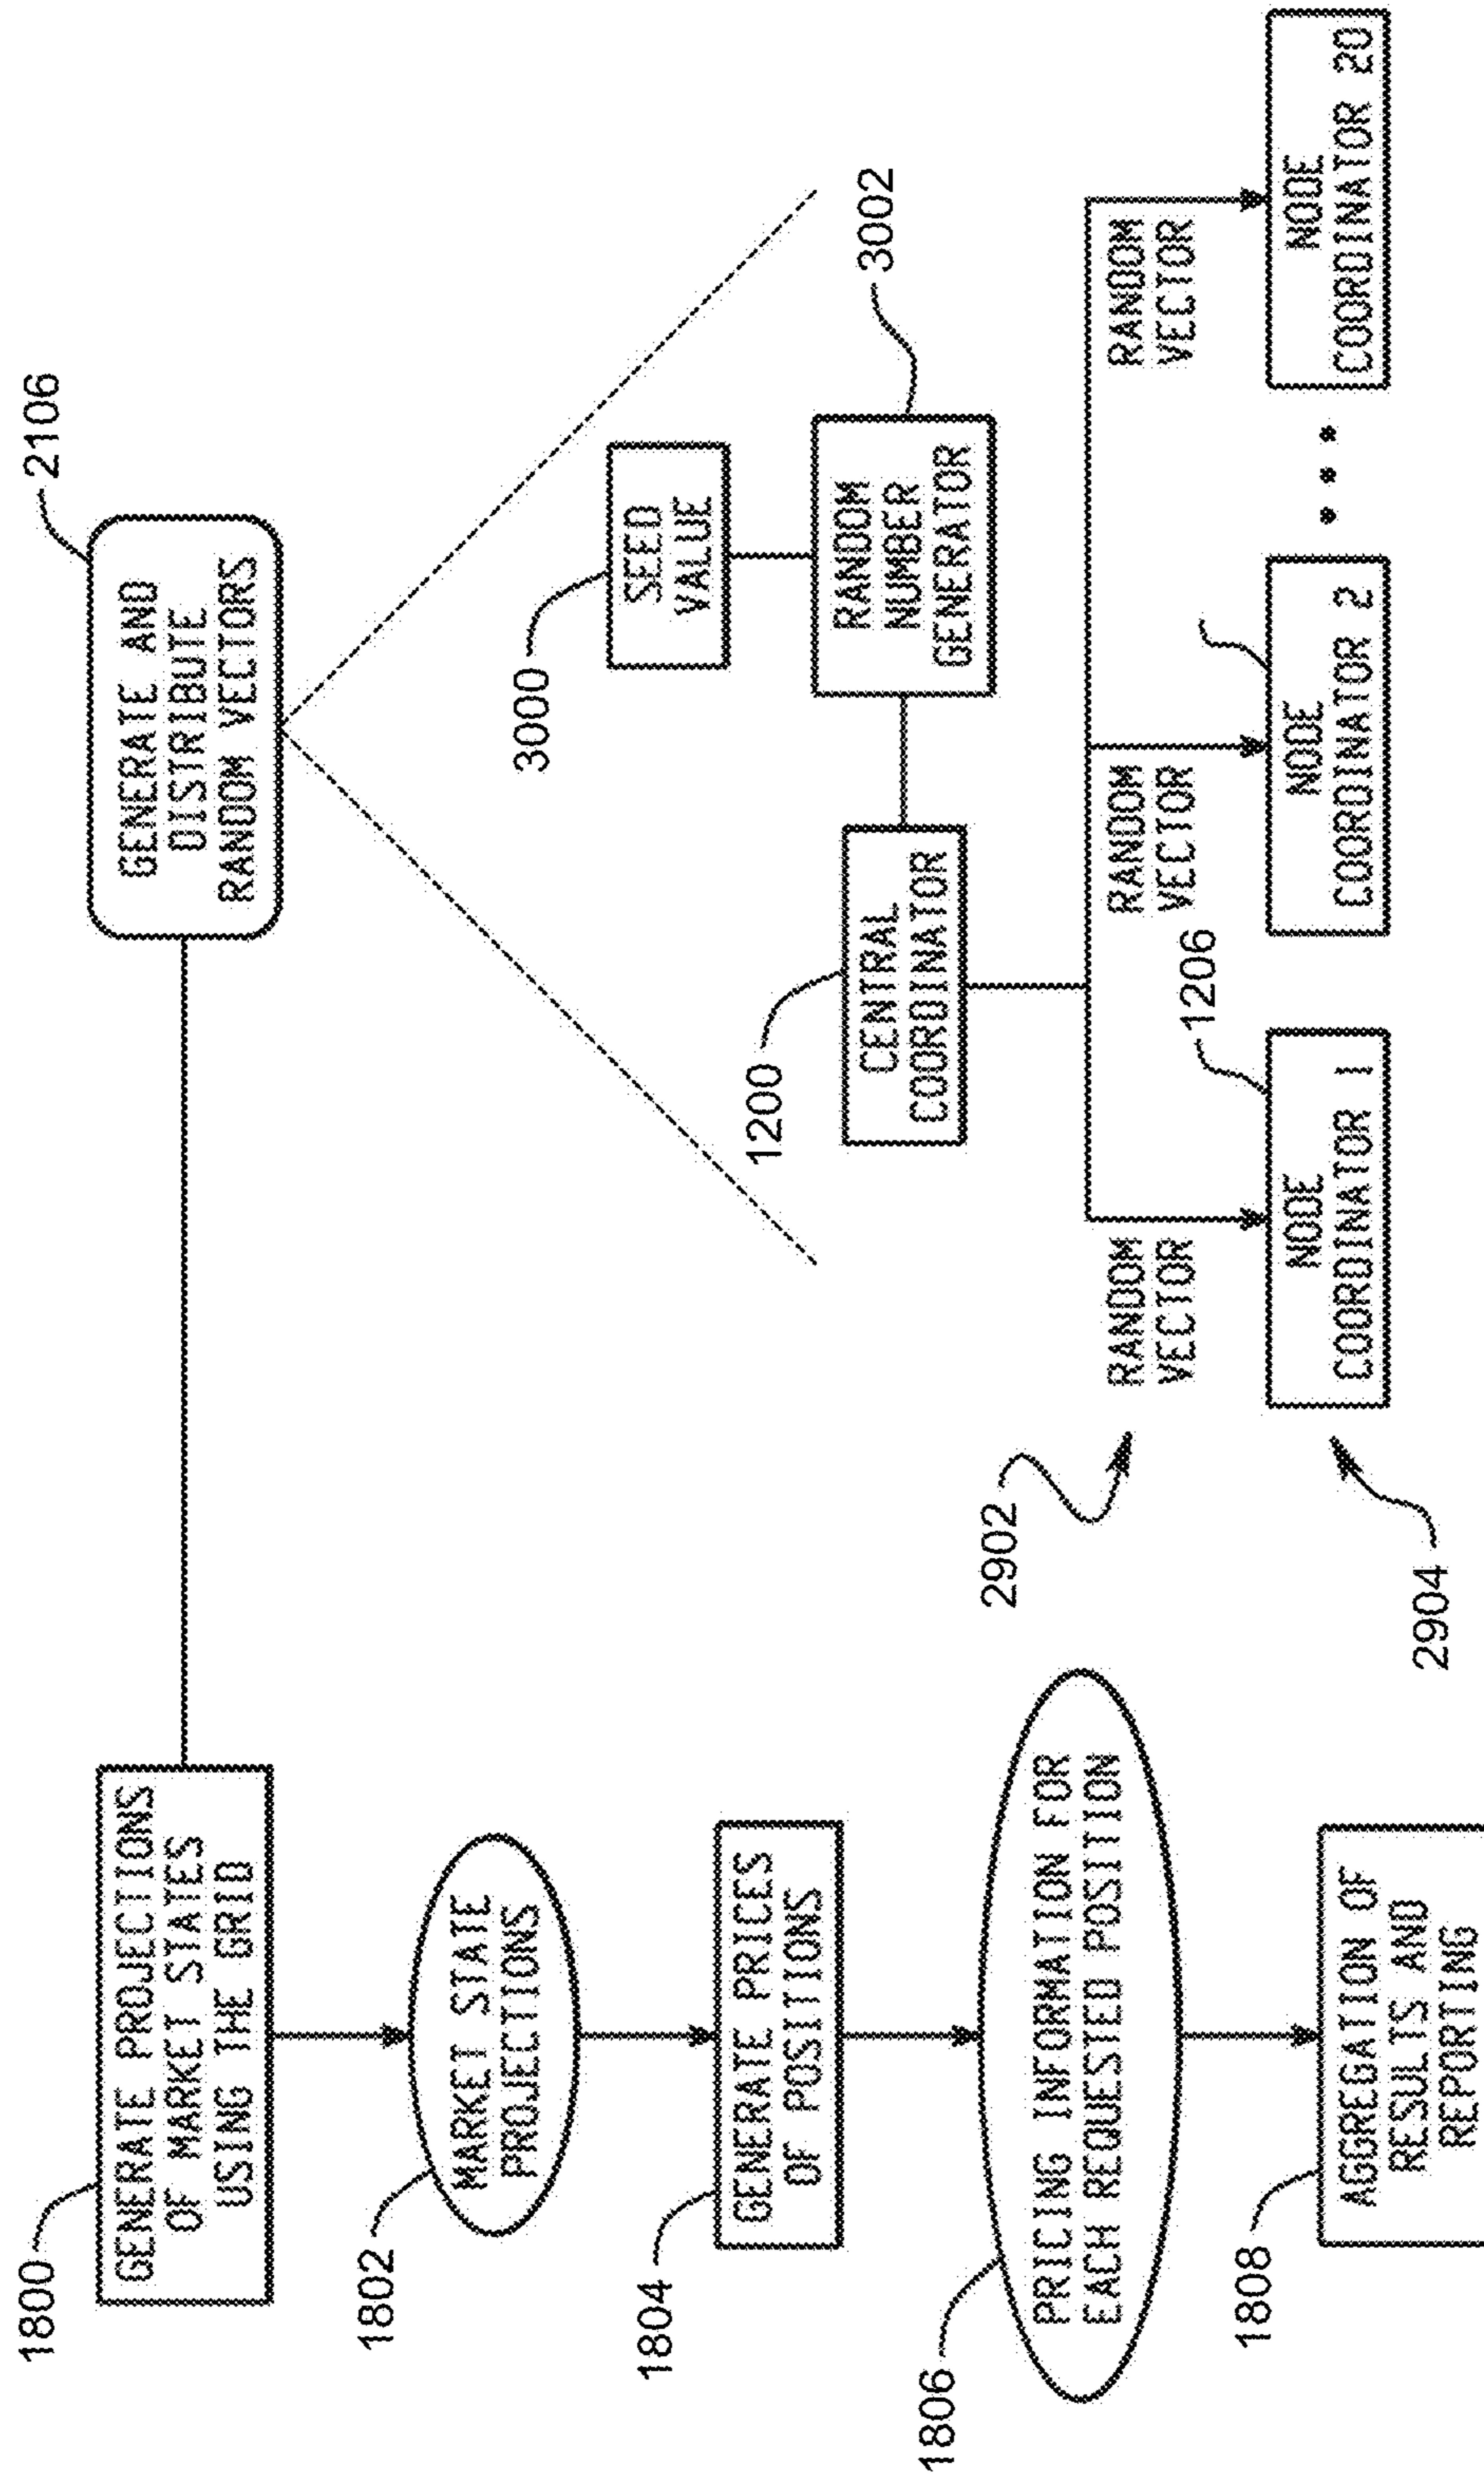 1800
GENERATE PROJECTIONS
OF MARKET STATES
USING THE GRID
1802
MARKET STATE
PROJECTIONS
1804
GENERATE PRICES
OF POSITIONS
1806
PRICING INFORMATION FOR
EACH REQUESTED POSITION
1808
AGGREGATION OF
RESULTS AND
REPORTING
2106
GENERATE AND
DISTRIBUTE
RANDOM VECTORS
3000
SEED
VALUE
1200
CENTRAL
COORDINATOR
RANDOM
NUMBER
GENERATOR
3002
2902
RANDOM
VECTOR
RANDOM
VECTOR
RANDOM
VECTOR
1206
2904
NODE
COORDINATOR 1
NODE
COORDINATOR 2
NODE
COORDINATOR 20